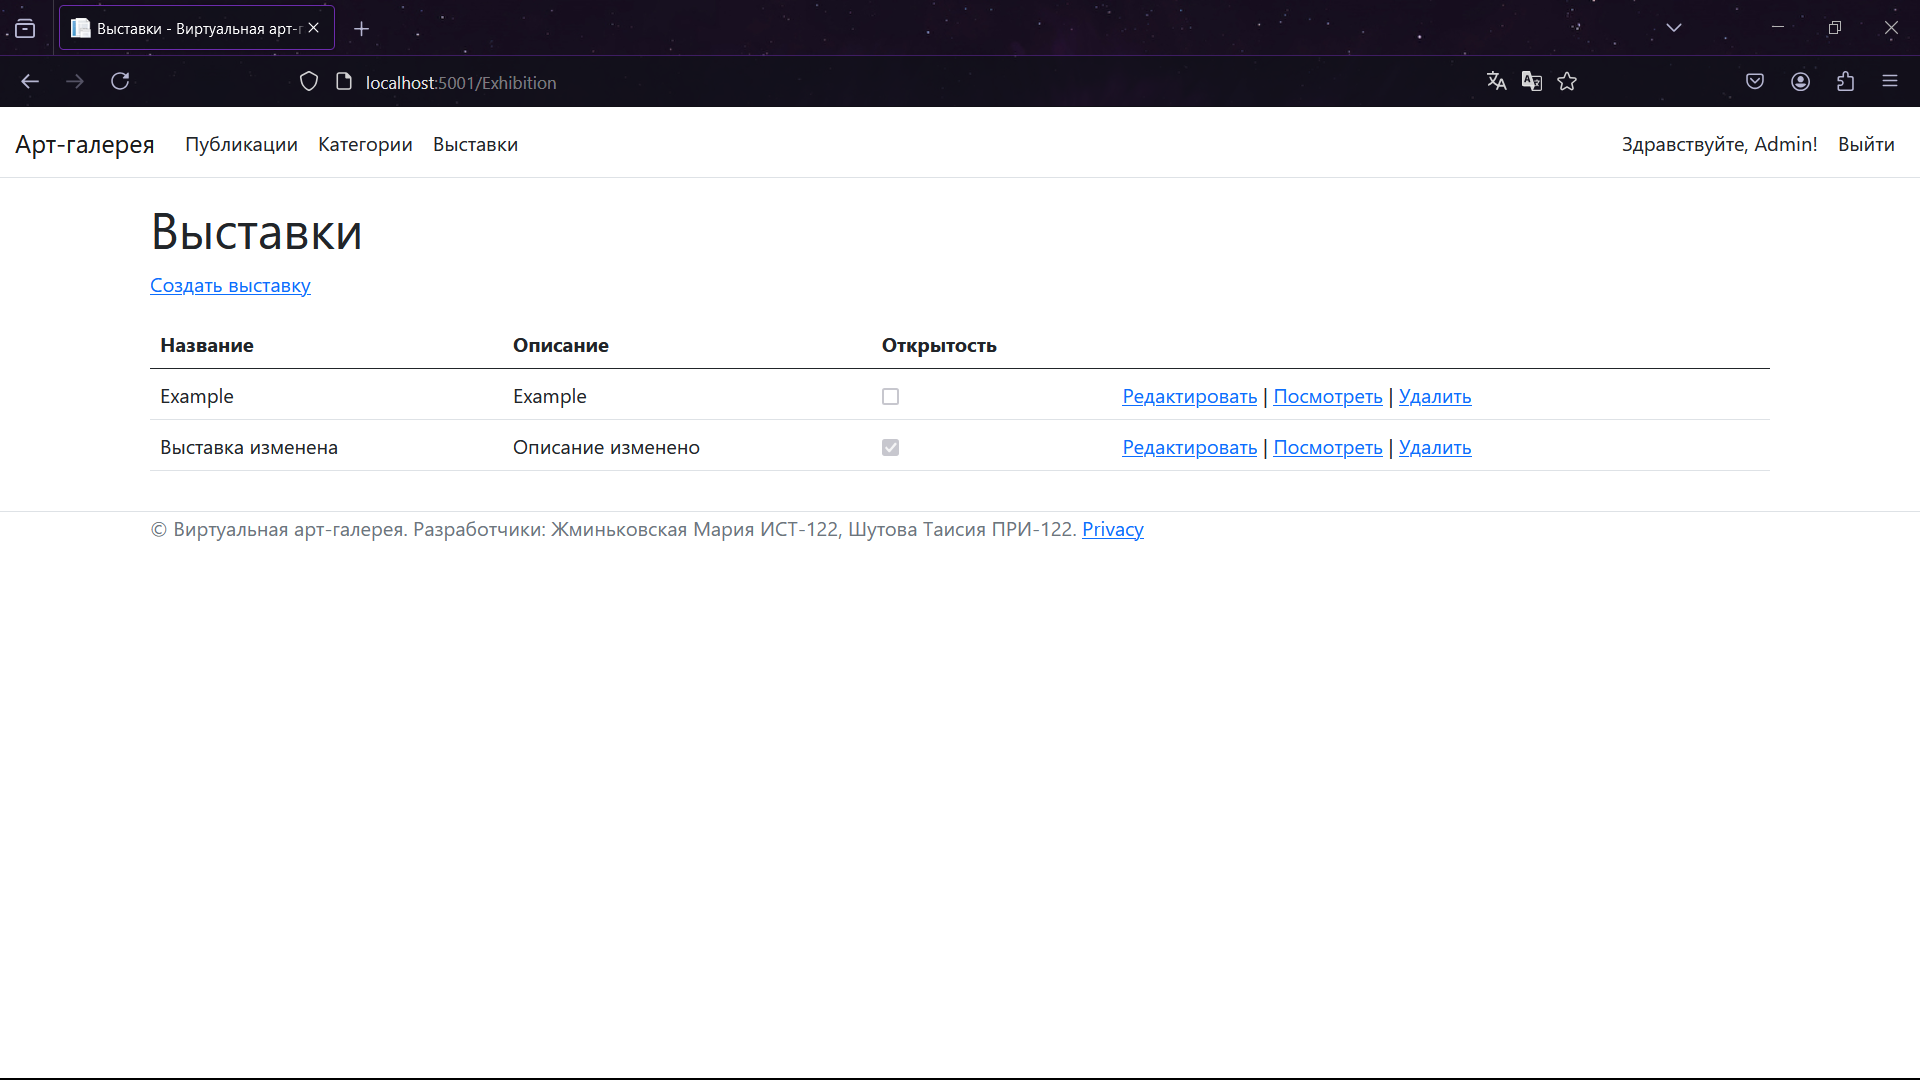 Выставки - Виртуальная арт-г
localhost:5001/Exhibition
Арт-галерея Публикации Категории Выставки Здравствуйте, Admin! Выйти
Выставки
Создать выставку
Название Описание Открытость
Example Example Редактировать | Посмотреть | Удалить
Выставка изменена Описание изменено Редактировать | Посмотреть | Удалить
© Виртуальная арт-галерея. Разработчики: Жминьковская Мария ИСТ-122, Шутова Таисия ПРИ-122. Privacy